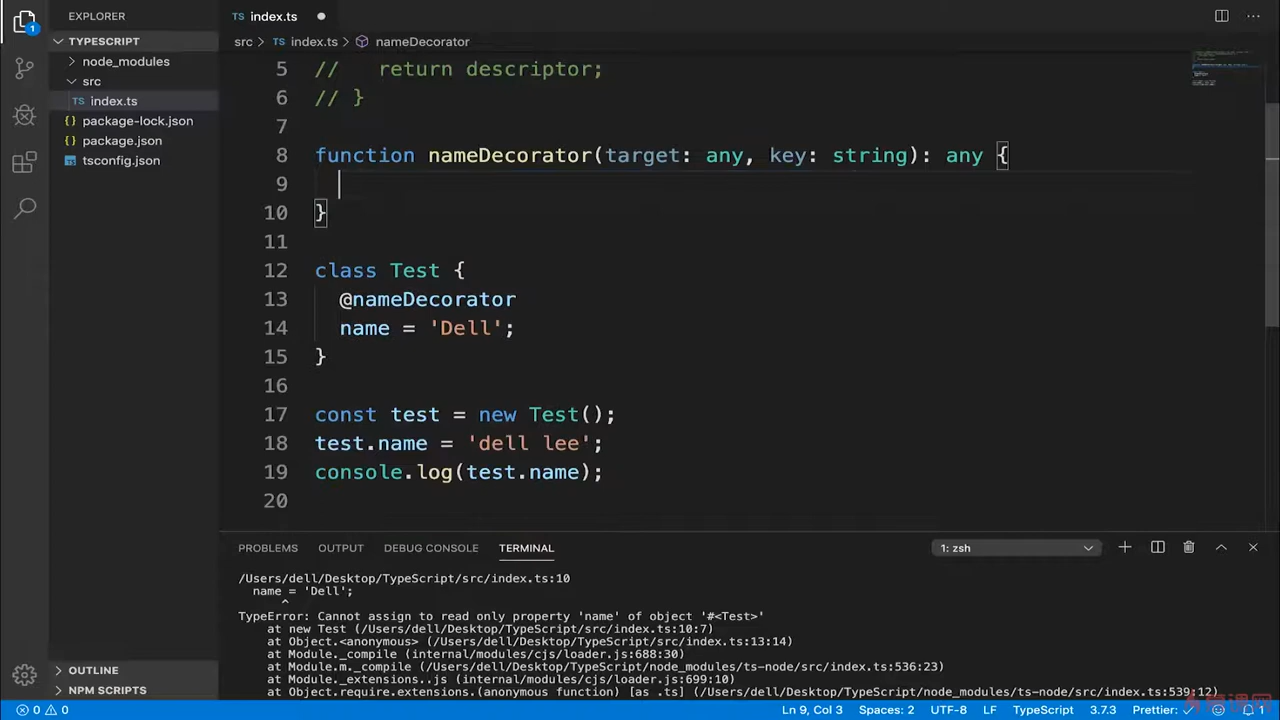 EXPLORER
TS index.ts
1
TYPESCRIPT
src > TS index.ts > nameDecorator
node_modules
src
TS index.ts
{} package-lock.json
{} package.json
tsconfig.json
5 //   return descriptor;
6 // }
7
8 function nameDecorator(target: any, key: string): any {
9
10 }
11
12 class Test {
13   @nameDecorator
14   name = 'Dell';
15 }
16
17 const test = new Test();
18 test.name = 'dell lee';
19 console.log(test.name);
20
PROBLEMS OUTPUT DEBUG CONSOLE TERMINAL 1: zsh
/Users/dell/Desktop/TypeScript/src/index.ts:10
  name = 'Dell';
       ^
TypeError: Cannot assign to read only property 'name' of object '#<Test>'
    at new Test (/Users/dell/Desktop/TypeScript/src/index.ts:10:7)
    at Object.<anonymous> (/Users/dell/Desktop/TypeScript/src/index.ts:13:14)
    at Module._compile (internal/modules/cjs/loader.js:688:30)
    at Module.m._compile (/Users/dell/Desktop/TypeScript/node_modules/ts-node/src/index.ts:536:23)
    at Module._extensions..js (internal/modules/cjs/loader.js:699:10)
    at Object.require.extensions.(anonymous function) [as .ts] (/Users/dell/Desktop/TypeScript/node_modules/ts-node/src/index.ts:539:12)
OUTLINE
NPM SCRIPTS
0 0 Ln 9, Col 3 Spaces: 2 UTF-8 LF TypeScript 3.7.3 Prettier: ✓ 1